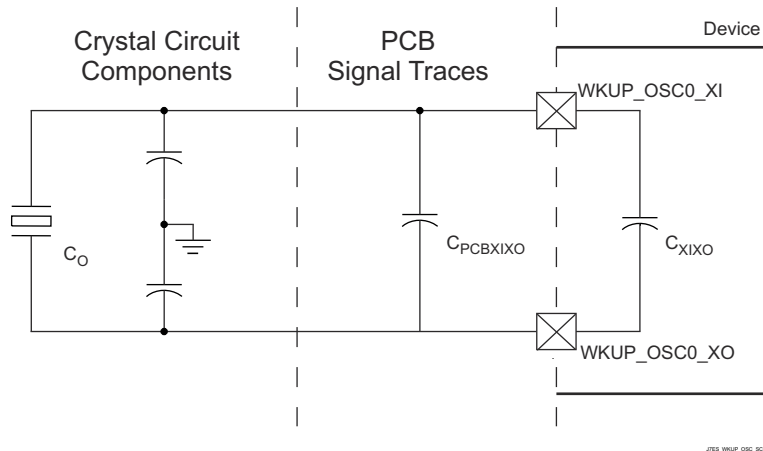 Crystal Circuit
Components
PCB
Signal Traces
Device
WKUP_OSC0_XI
CO
CPCBXIXO
CXIXO
WKUP_OSC0_XO